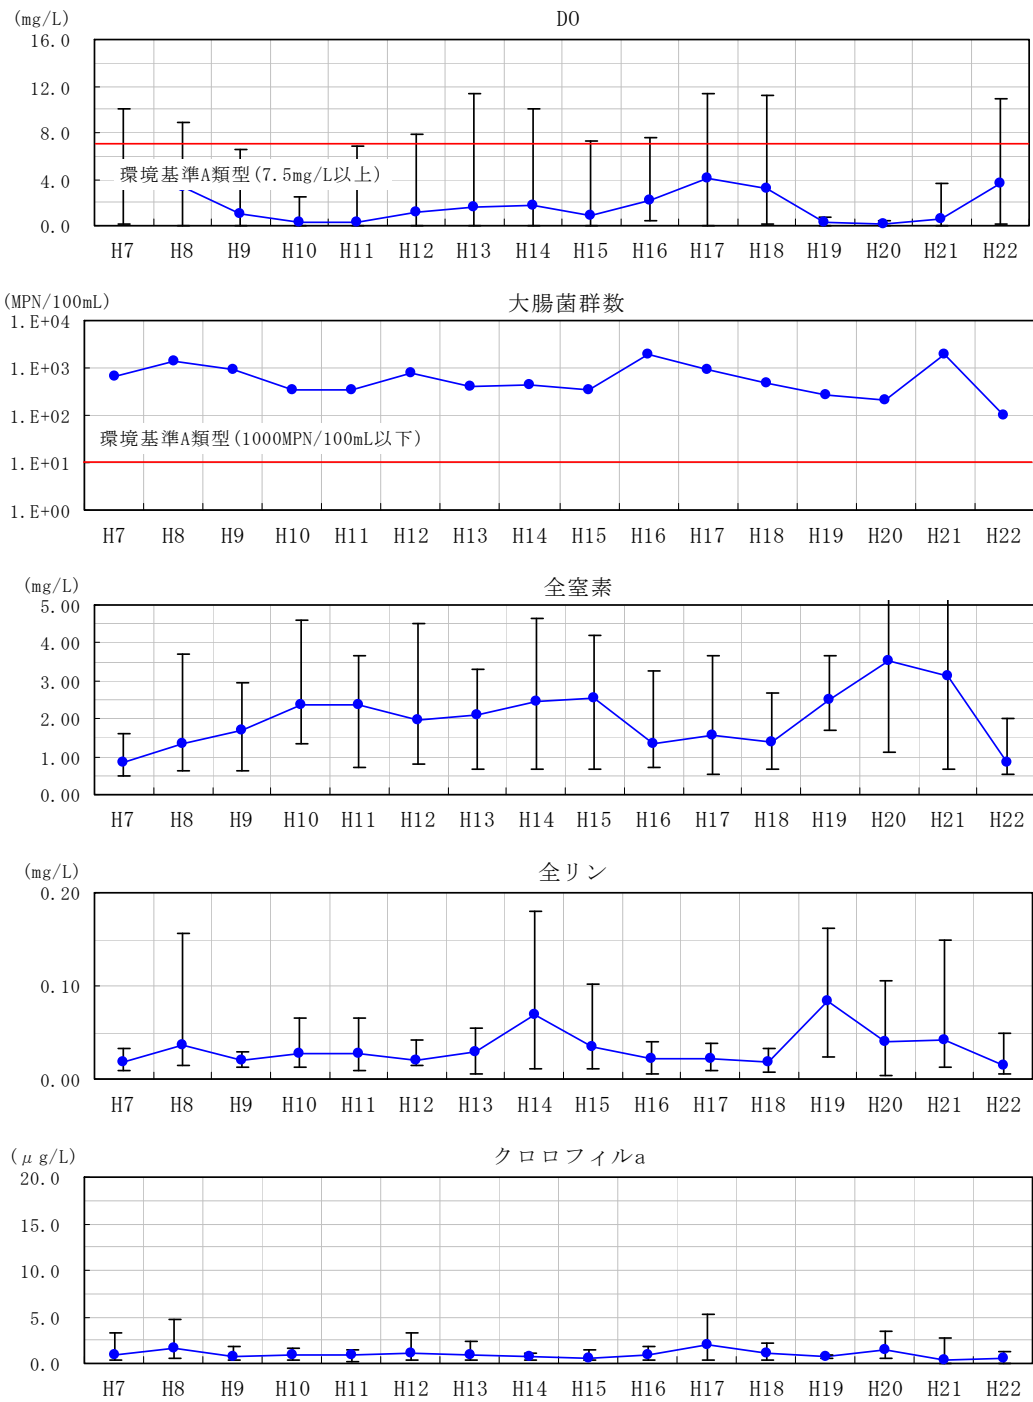 (mg/L) DO
16.0
12.0
8.0
環境基準A類型(7.5mg/L以上)
4.0
0.0
H7 H8 H9 H10 H11 H12 H13 H14 H15 H16 H17 H18 H19 H20 H21 H22
(MPN/100mL) 大腸菌群数
1.E+04
1.E+03
1.E+02
環境基準A類型(1000MPN/100mL以下)
1.E+01
1.E+00
H7 H8 H9 H10 H11 H12 H13 H14 H15 H16 H17 H18 H19 H20 H21 H22
(mg/L) 全窒素
5.00
4.00
3.00
2.00
1.00
0.00
H7 H8 H9 H10 H11 H12 H13 H14 H15 H16 H17 H18 H19 H20 H21 H22
(mg/L) 全リン
0.20
0.10
0.00
H7 H8 H9 H10 H11 H12 H13 H14 H15 H16 H17 H18 H19 H20 H21 H22
(μg/L) クロロフィルa
20.0
15.0
10.0
5.0
0.0
H7 H8 H9 H10 H11 H12 H13 H14 H15 H16 H17 H18 H19 H20 H21 H22